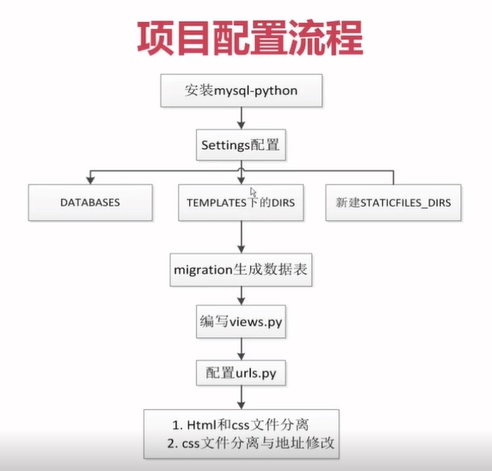 项目配置流程
安装mysql-python
Settings配置
DATABASES
TEMPLATES下的DIRS
新建STATICFILES_DIRS
migration生成数据表
编写views.py
配置urls.py
1. Html和css文件分离
2. css文件分离与地址修改